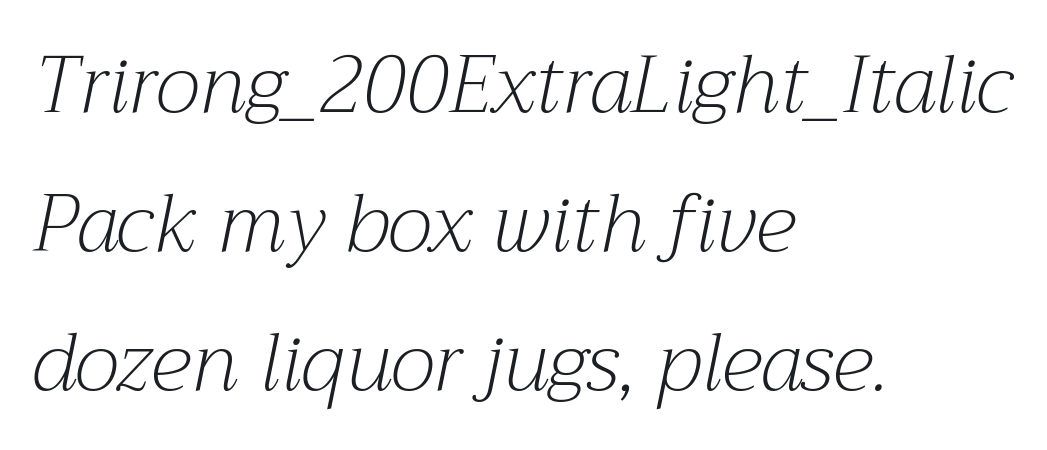 Trirong_200ExtraLight_Italic
Pack my box with five
dozen liquor jugs, please.